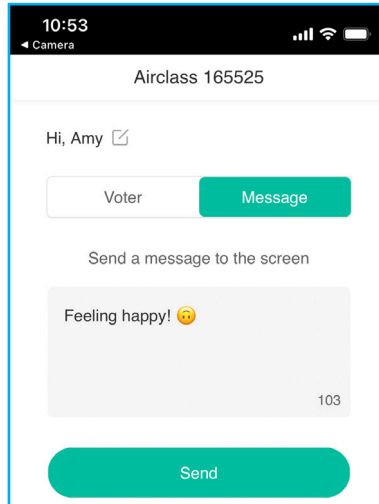 10:53
◀ Camera
Airclass 165525
Hi, Amy
Voter Message
Send a message to the screen
Feeling happy! 🙃
103
Send